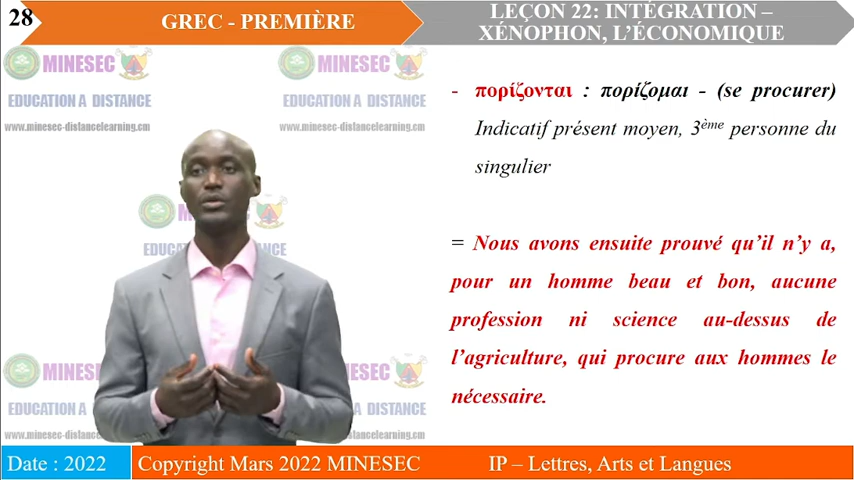 28
GREC - PREMIÈRE
LEÇON 22: INTÉGRATION –
XÉNOPHON, L'ÉCONOMIQUE
MINESEC
EDUCATION A DISTANCE
www.minesec-distancelearning.cm
MINESEC
EDUCATION A DISTANCE
www.minesec-distancelearning.cm
- πορίζονται : πορίζομαι - (se procurer)
Indicatif présent moyen, 3ème personne du
singulier
= Nous avons ensuite prouvé qu'il n'y a,
pour un homme beau et bon, aucune
profession ni science au-dessus de
l'agriculture, qui procure aux hommes le
nécessaire.
Date : 2022
Copyright Mars 2022 MINESEC
IP – Lettres, Arts et Langues